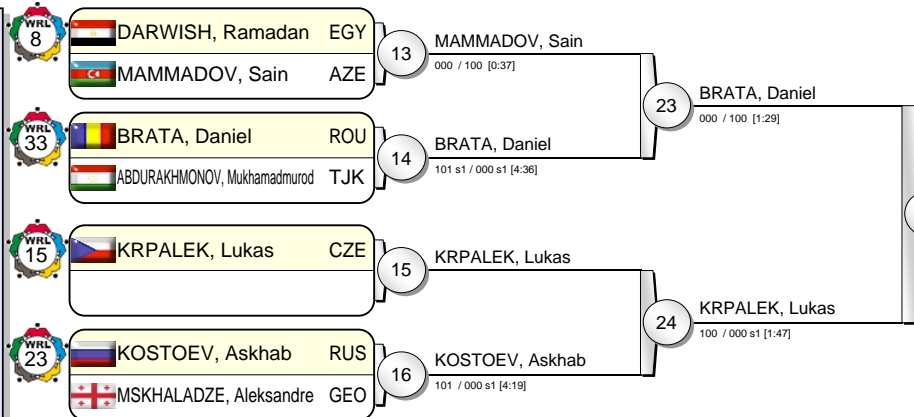 WRL
8
DARWISH, Ramadan EGY
MAMMADOV, Sain AZE
13
MAMMADOV, Sain
000 / 100 [0:37]
23
BRATA, Daniel
000 / 100 [1:29]
WRL
33
BRATA, Daniel ROU
ABDURAKHMONOV, Mukhamadmurod TJK
14
BRATA, Daniel
101 s1 / 000 s1 [4:36]
WRL
15
KRPALEK, Lukas CZE
15
KRPALEK, Lukas
24
KRPALEK, Lukas
100 / 000 s1 [1:47]
WRL
23
KOSTOEV, Askhab RUS
MSKHALADZE, Aleksandre GEO
16
KOSTOEV, Askhab
101 / 000 s1 [4:19]